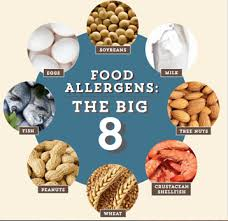 SOYBEANS
EGGS
MILK
FOOD
ALLERGENS:
THE BIG
8
FISH
TREE NUTS
PEANUTS
CRUSTACEAN
SHELLFISH
WHEAT